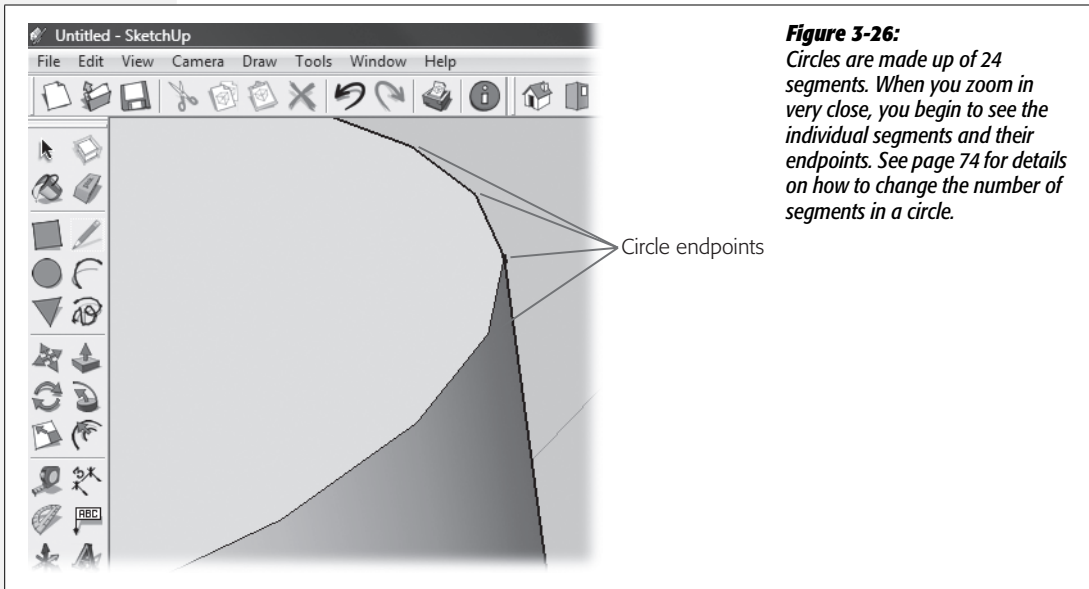 Untitled - SketchUp
File Edit View Camera Draw Tools Window Help
ABC
Circle endpoints
Figure 3-26:
Circles are made up of 24
segments. When you zoom in
very close, you begin to see the
individual segments and their
endpoints. See page 74 for details
on how to change the number of
segments in a circle.